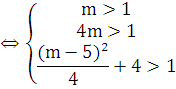 ⇔ { m > 1
4m > 1
(m − 5)² / 4 + 4 > 1